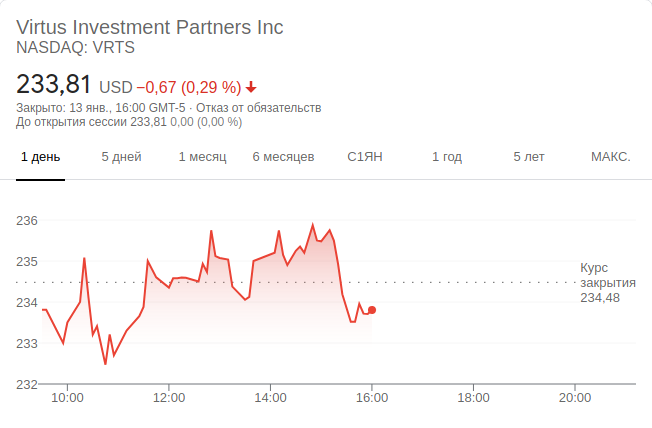 Virtus Investment Partners Inc
NASDAQ: VRTS
233,81 USD −0,67 (0,29 %)
Закрыто: 13 янв., 16:00 GMT-5 · Отказ от обязательств
До открытия сессии 233,81 0,00 (0,00 %)
1 день 5 дней 1 месяц 6 месяцев С1ЯН 1 год 5 лет МАКС.
236
235
Курс
закрытия
234,48
234
233
232
10:00 12:00 14:00 16:00 18:00 20:00